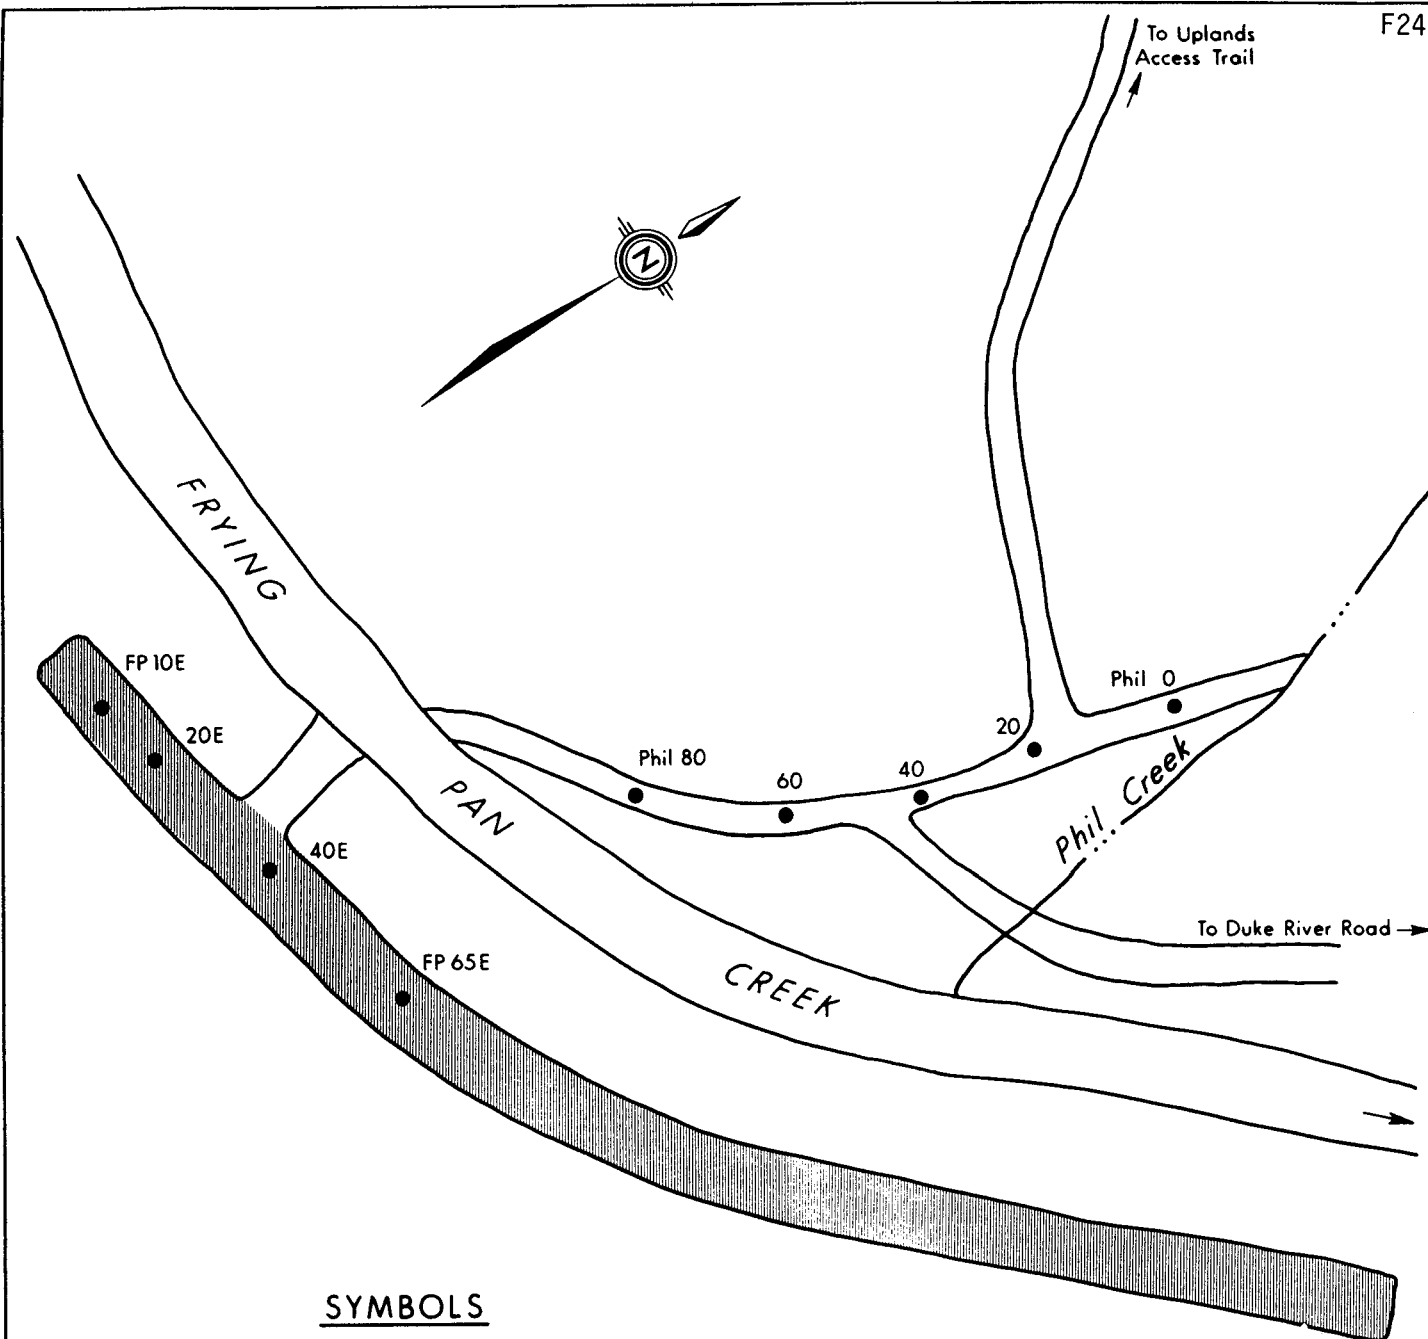 F24
To Uplands
Access Trail
N
FRYING
PAN
CREEK
FP 10E
20E
40E
FP 65E
Phil 80
60
40
20
Phil 0
Phil Creek
To Duke River Road
SYMBOLS